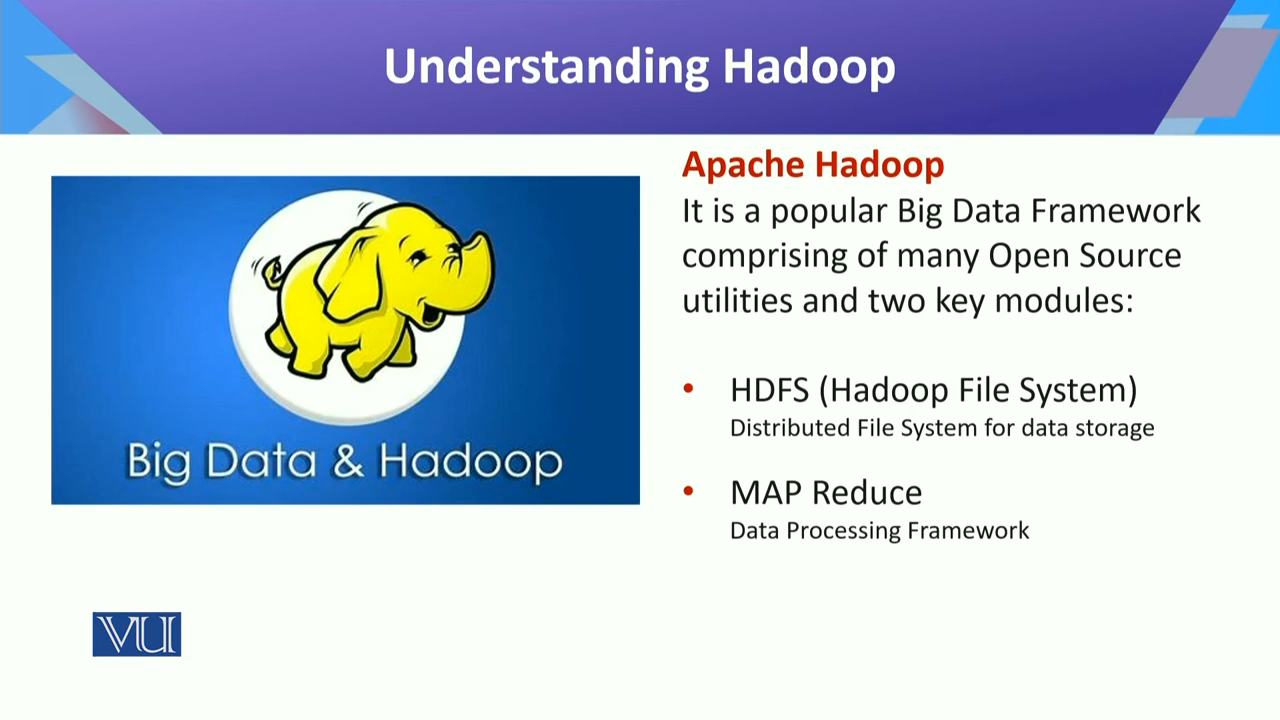 Understanding Hadoop
Apache Hadoop
It is a popular Big Data Framework
comprising of many Open Source
utilities and two key modules:
• HDFS (Hadoop File System)
Distributed File System for data storage
• MAP Reduce
Data Processing Framework
Big Data & Hadoop
VU